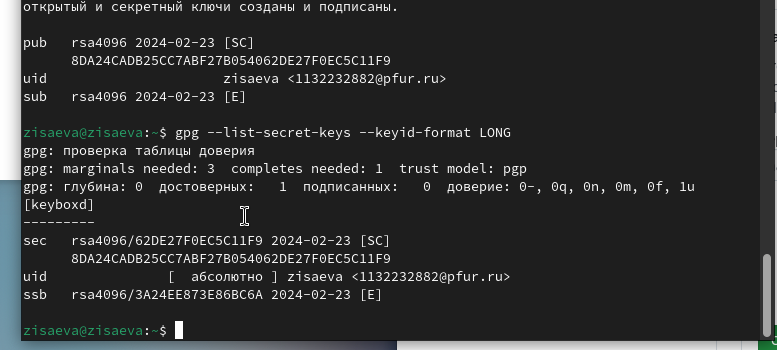 открытый и секретный ключи созданы и подписаны.
pub   rsa4096 2024-02-23 [SC]
      8DA24CADB25CC7ABF27B054062DE27F0EC5C11F9
uid                      zisaeva <1132232882@pfur.ru>
sub   rsa4096 2024-02-23 [E]
zisaeva@zisaeva:~$ gpg --list-secret-keys --keyid-format LONG
gpg: проверка таблицы доверия
gpg: marginals needed: 3  completes needed: 1  trust model: pgp
gpg: глубина: 0  достоверных:   1  подписанных:   0  доверие: 0-, 0q, 0n, 0m, 0f, 1u
[keyboxd]
---------
sec   rsa4096/62DE27F0EC5C11F9 2024-02-23 [SC]
      8DA24CADB25CC7ABF27B054062DE27F0EC5C11F9
uid               [  абсолютно ] zisaeva <1132232882@pfur.ru>
ssb   rsa4096/3A24EE873E86BC6A 2024-02-23 [E]
zisaeva@zisaeva:~$